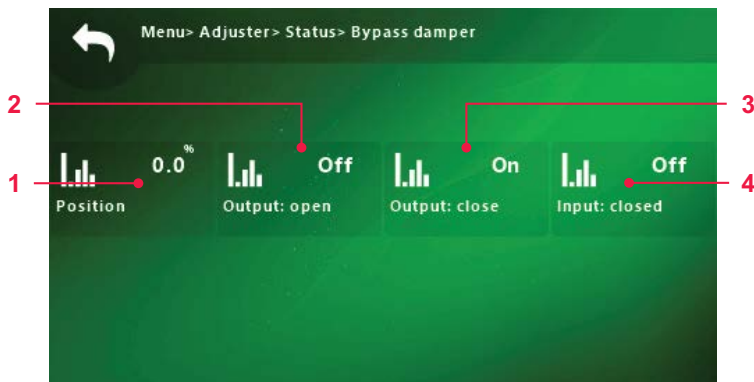 Menu> Adjuster> Status> Bypass damper
2
3
1
0.0%
Off
On
Off
4
Position
Output: open
Output: close
Input: closed